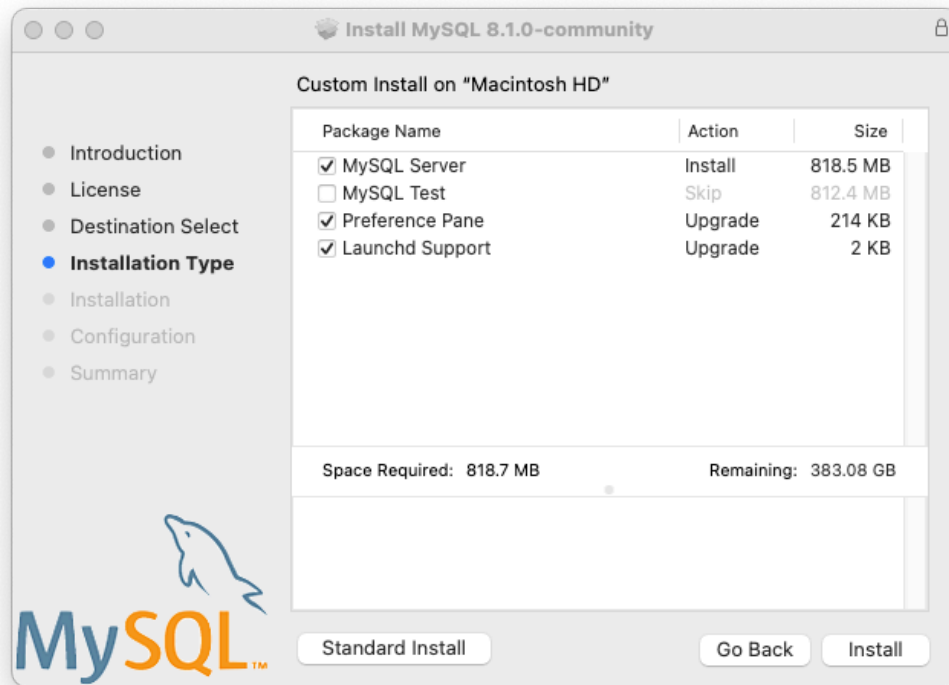 Install MySQL 8.1.0-community
Custom Install on “Macintosh HD”
Introduction
License
Destination Select
Installation Type
Installation
Configuration
Summary
Package Name Action Size
MySQL Server Install 818.5 MB
MySQL Test Skip 812.4 MB
Preference Pane Upgrade 214 KB
Launchd Support Upgrade 2 KB
Space Required: 818.7 MB Remaining: 383.08 GB
MySQL™
Standard Install Go Back Install